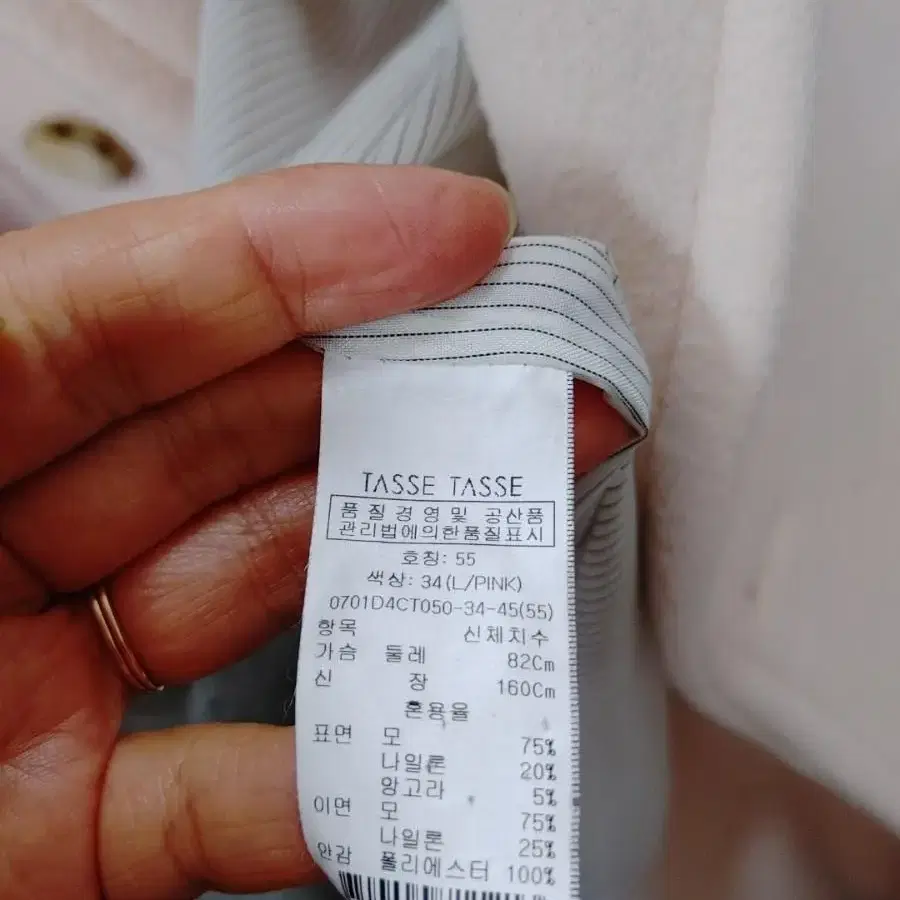 TASSE TASSE
품질경영및 공산품
관리법에의한품질표시
호칭: 55
색상: 34(L/PINK)
0701D4CT050-34-45(55)
항목 신체치수
가슴 둘레 82Cm
신 장 160Cm
혼용율
표면 모 75%
나일론 20%
앙고라 5%
이면 모 75%
나일론 25%
안감 폴리에스터 100%